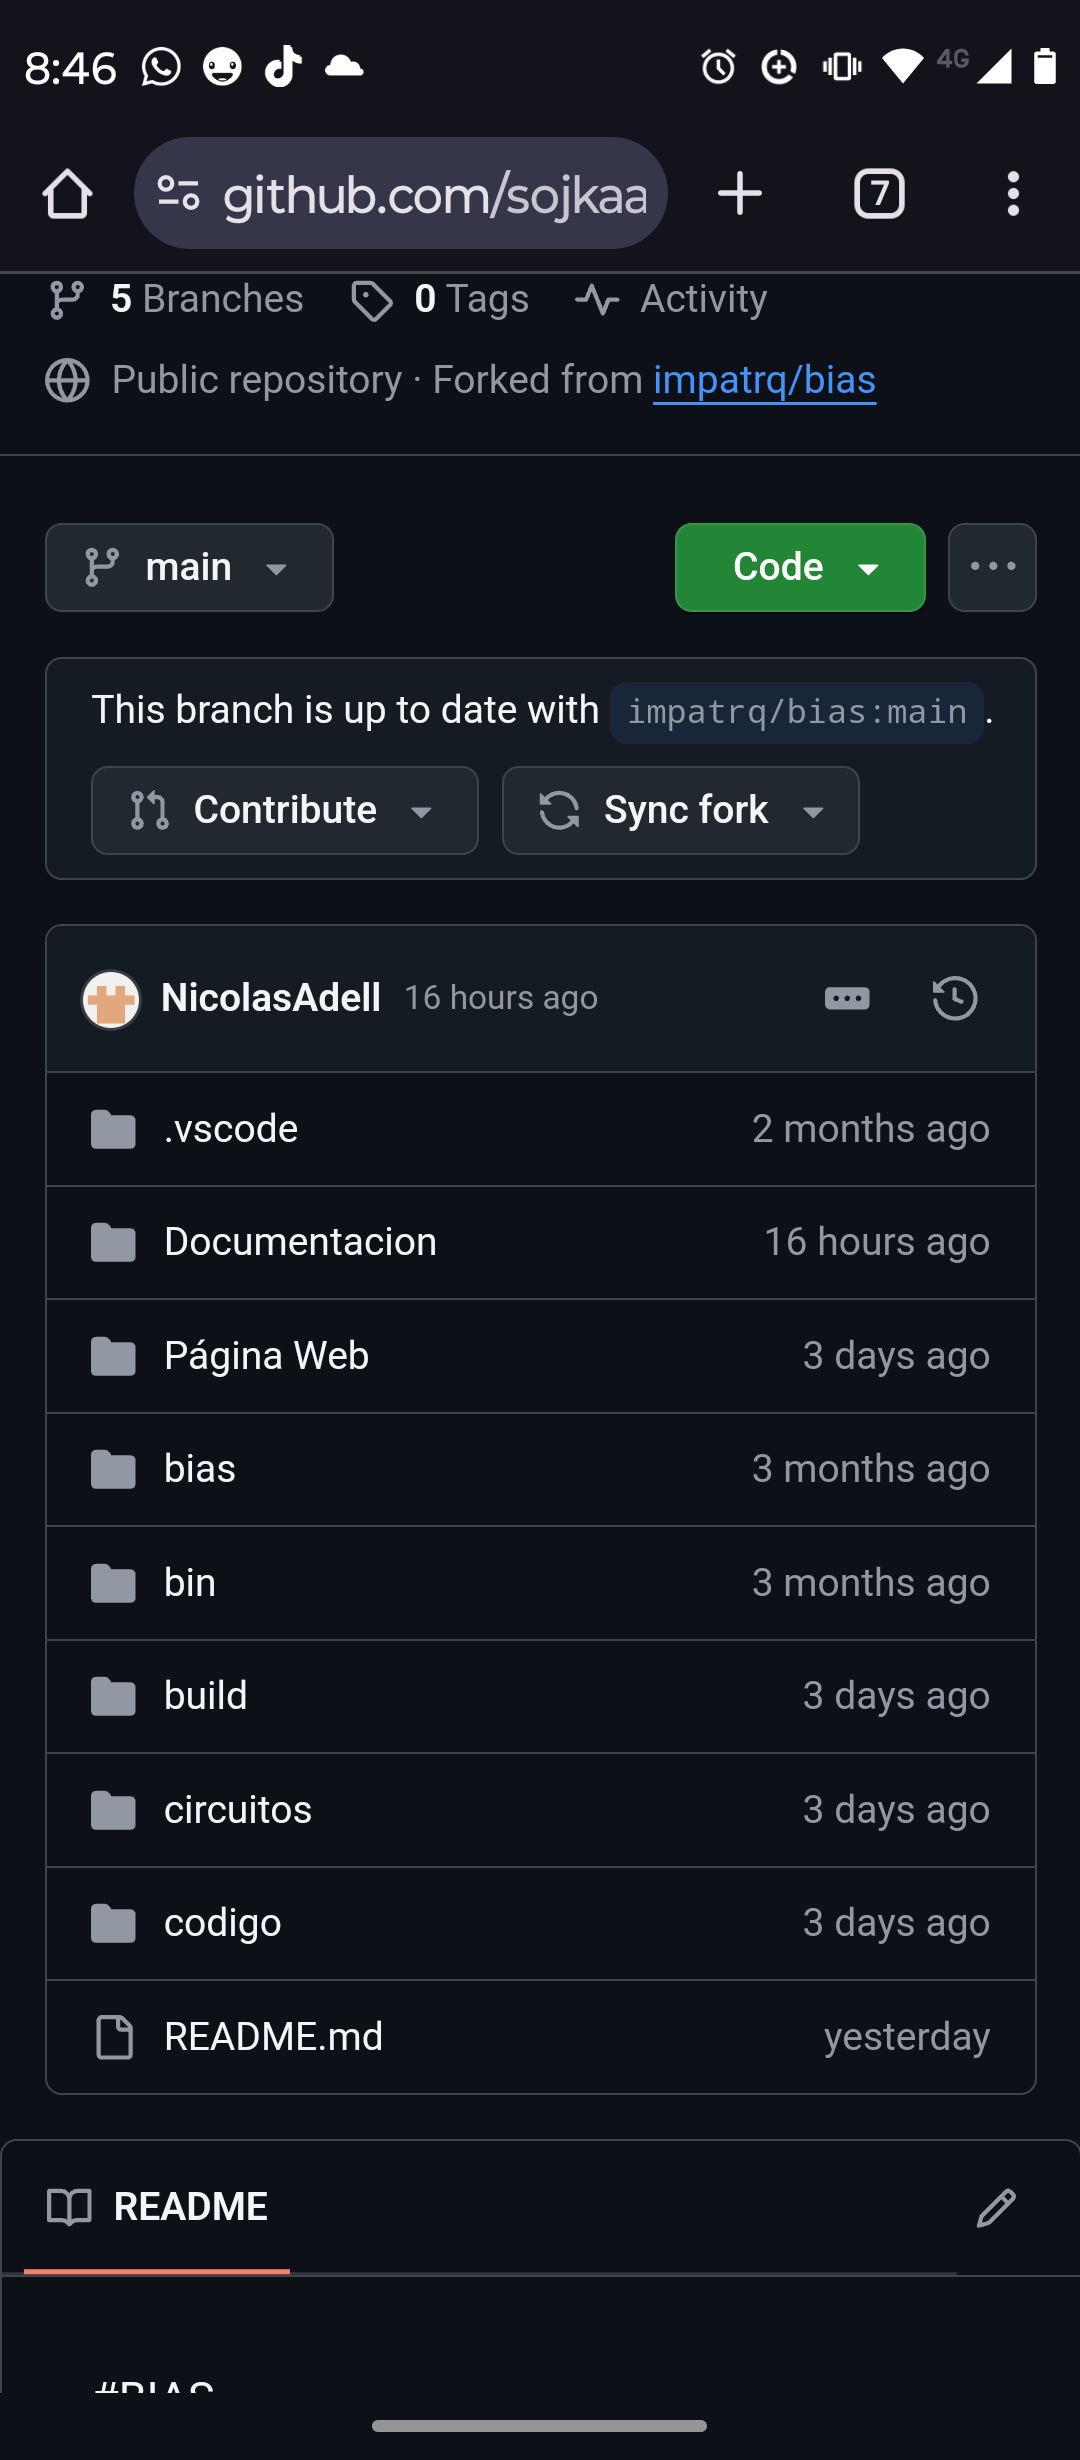 8:46
4G
github.com/sojkaa
7
5 Branches 0 Tags Activity
Public repository · Forked from impatrq/bias
main
Code
This branch is up to date with impatrq/bias:main.
Contribute
Sync fork
NicolasAdell 16 hours ago
.vscode 2 months ago
Documentacion 16 hours ago
Página Web 3 days ago
bias 3 months ago
bin 3 months ago
build 3 days ago
circuitos 3 days ago
codigo 3 days ago
README.md yesterday
README
#BIAS